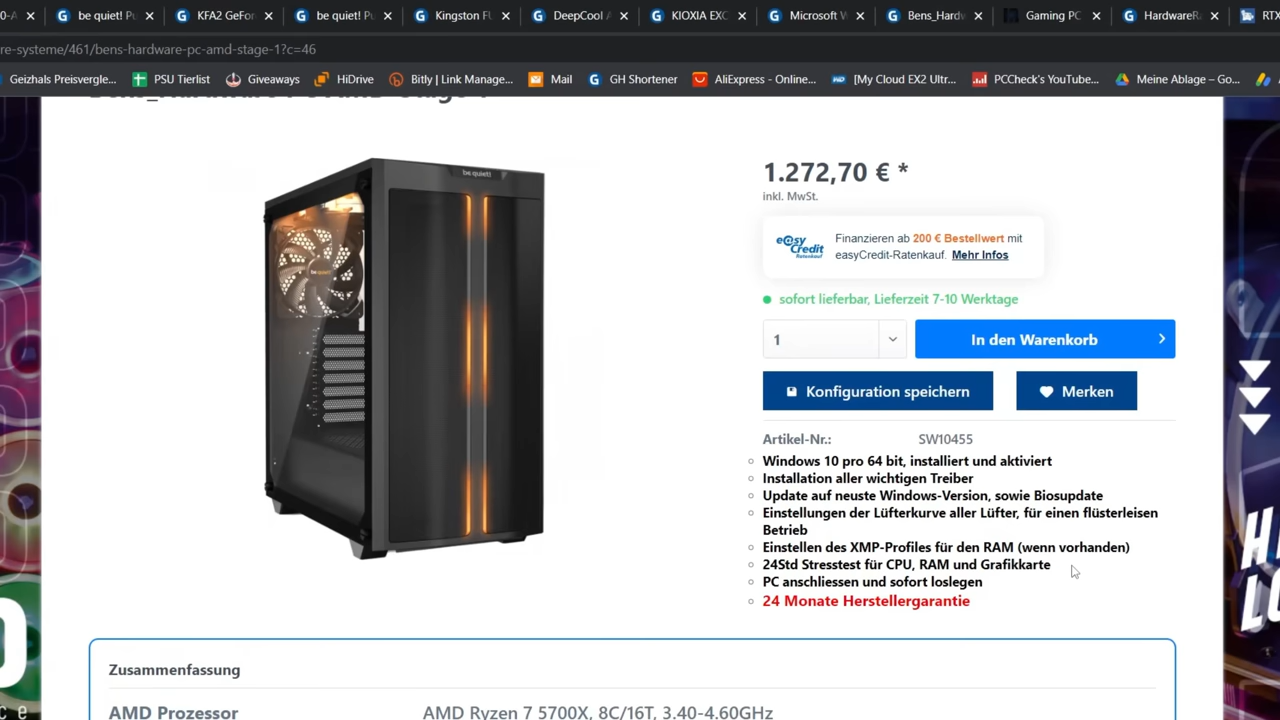 be quiet! Pu
KFA2 GeFor
be quiet! Pu
Kingston FU
DeepCool A
KIOXIA EXC
Microsoft W
Bens_Hardw
Gaming PC
HardwareRa
RTX
re-systeme/461/bens-hardware-pc-amd-stage-1?c=46
Geizhals Preisvergle...
PSU Tierlist
Giveaways
HiDrive
Bitly | Link Manage...
Mail
GH Shortener
AliExpress - Online...
[My Cloud EX2 Ultr...
PCCheck's YouTube...
Meine Ablage – Go...
be quiet!
be quiet!
1.272,70 € *
inkl. MwSt.
easy Credit Ratenkauf.
Finanzieren ab 200 € Bestellwert mit
easyCredit-Ratenkauf. Mehr Infos
sofort lieferbar, Lieferzeit 7-10 Werktage
1
In den Warenkorb
Konfiguration speichern
Merken
Artikel-Nr.: SW10455
Windows 10 pro 64 bit, installiert und aktiviert
Installation aller wichtigen Treiber
Update auf neuste Windows-Version, sowie Biosupdate
Einstellungen der Lüfterkurve aller Lüfter, für einen flüsterleisen
Betrieb
Einstellen des XMP-Profiles für den RAM (wenn vorhanden)
24Std Stresstest für CPU, RAM und Grafikkarte
PC anschliessen und sofort loslegen
24 Monate Herstellergarantie
Zusammenfassung
AMD Prozessor AMD Ryzen 7 5700X, 8C/16T, 3.40-4.60GHz